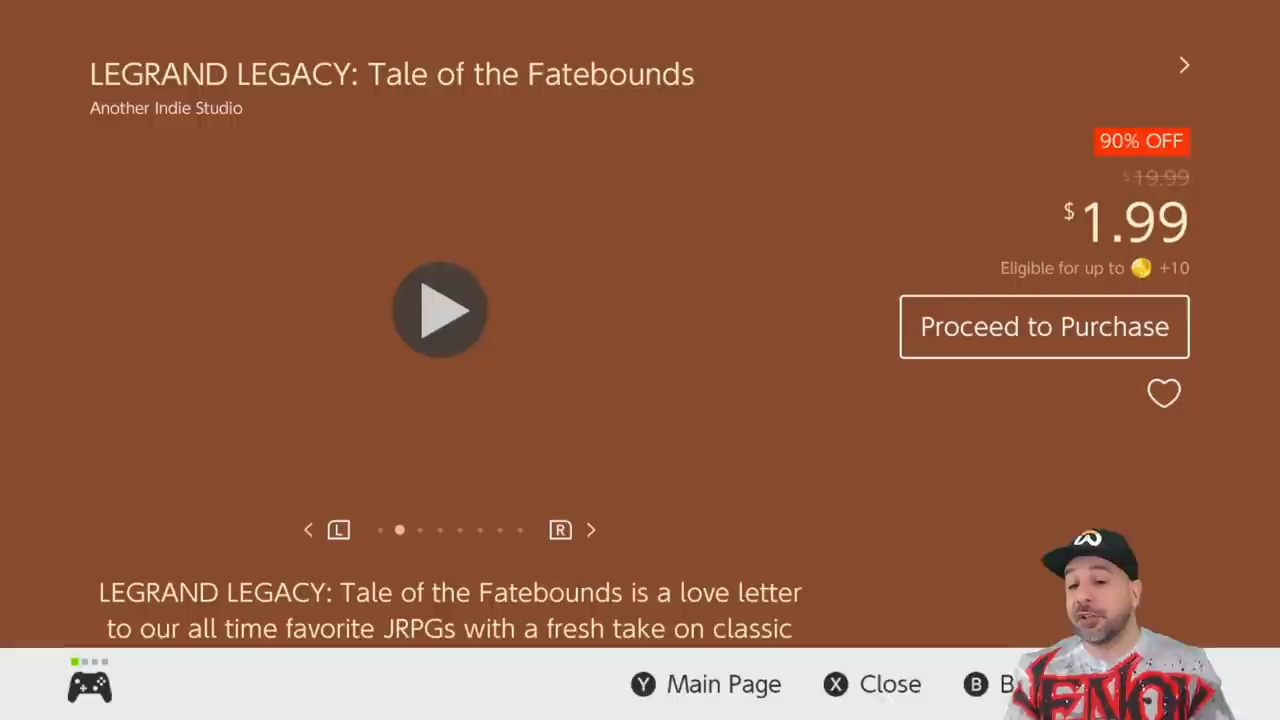 LEGRAND LEGACY: Tale of the Fatebounds
Another Indie Studio
90% OFF
$19.99
$1.99
Eligible for up to +10
Proceed to Purchase
L
R
LEGRAND LEGACY: Tale of the Fatebounds is a love letter
to our all time favorite JRPGs with a fresh take on classic
Y Main Page
X Close
B B